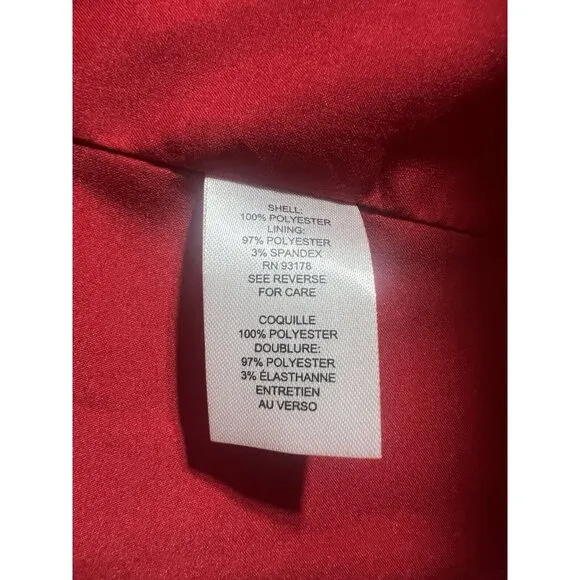 SHELL:
100% POLYESTER
LINING:
97% POLYESTER
3% SPANDEX
RN 93178
SEE REVERSE
FOR CARE
COQUILLE
100% POLYESTER
DOUBLURE:
97% POLYESTER
3% ÉLASTHANNE
ENTRETIEN
AU VERSO